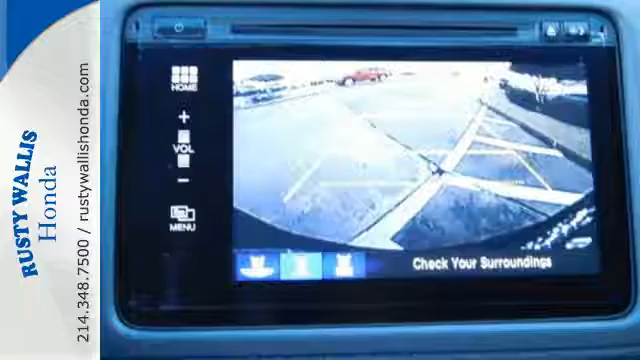 RUSTY WALLIS
Honda
214.348.7500 / rustywallishonda.com
HOME
+
VOL
−
MENU
Check Your Surroundings